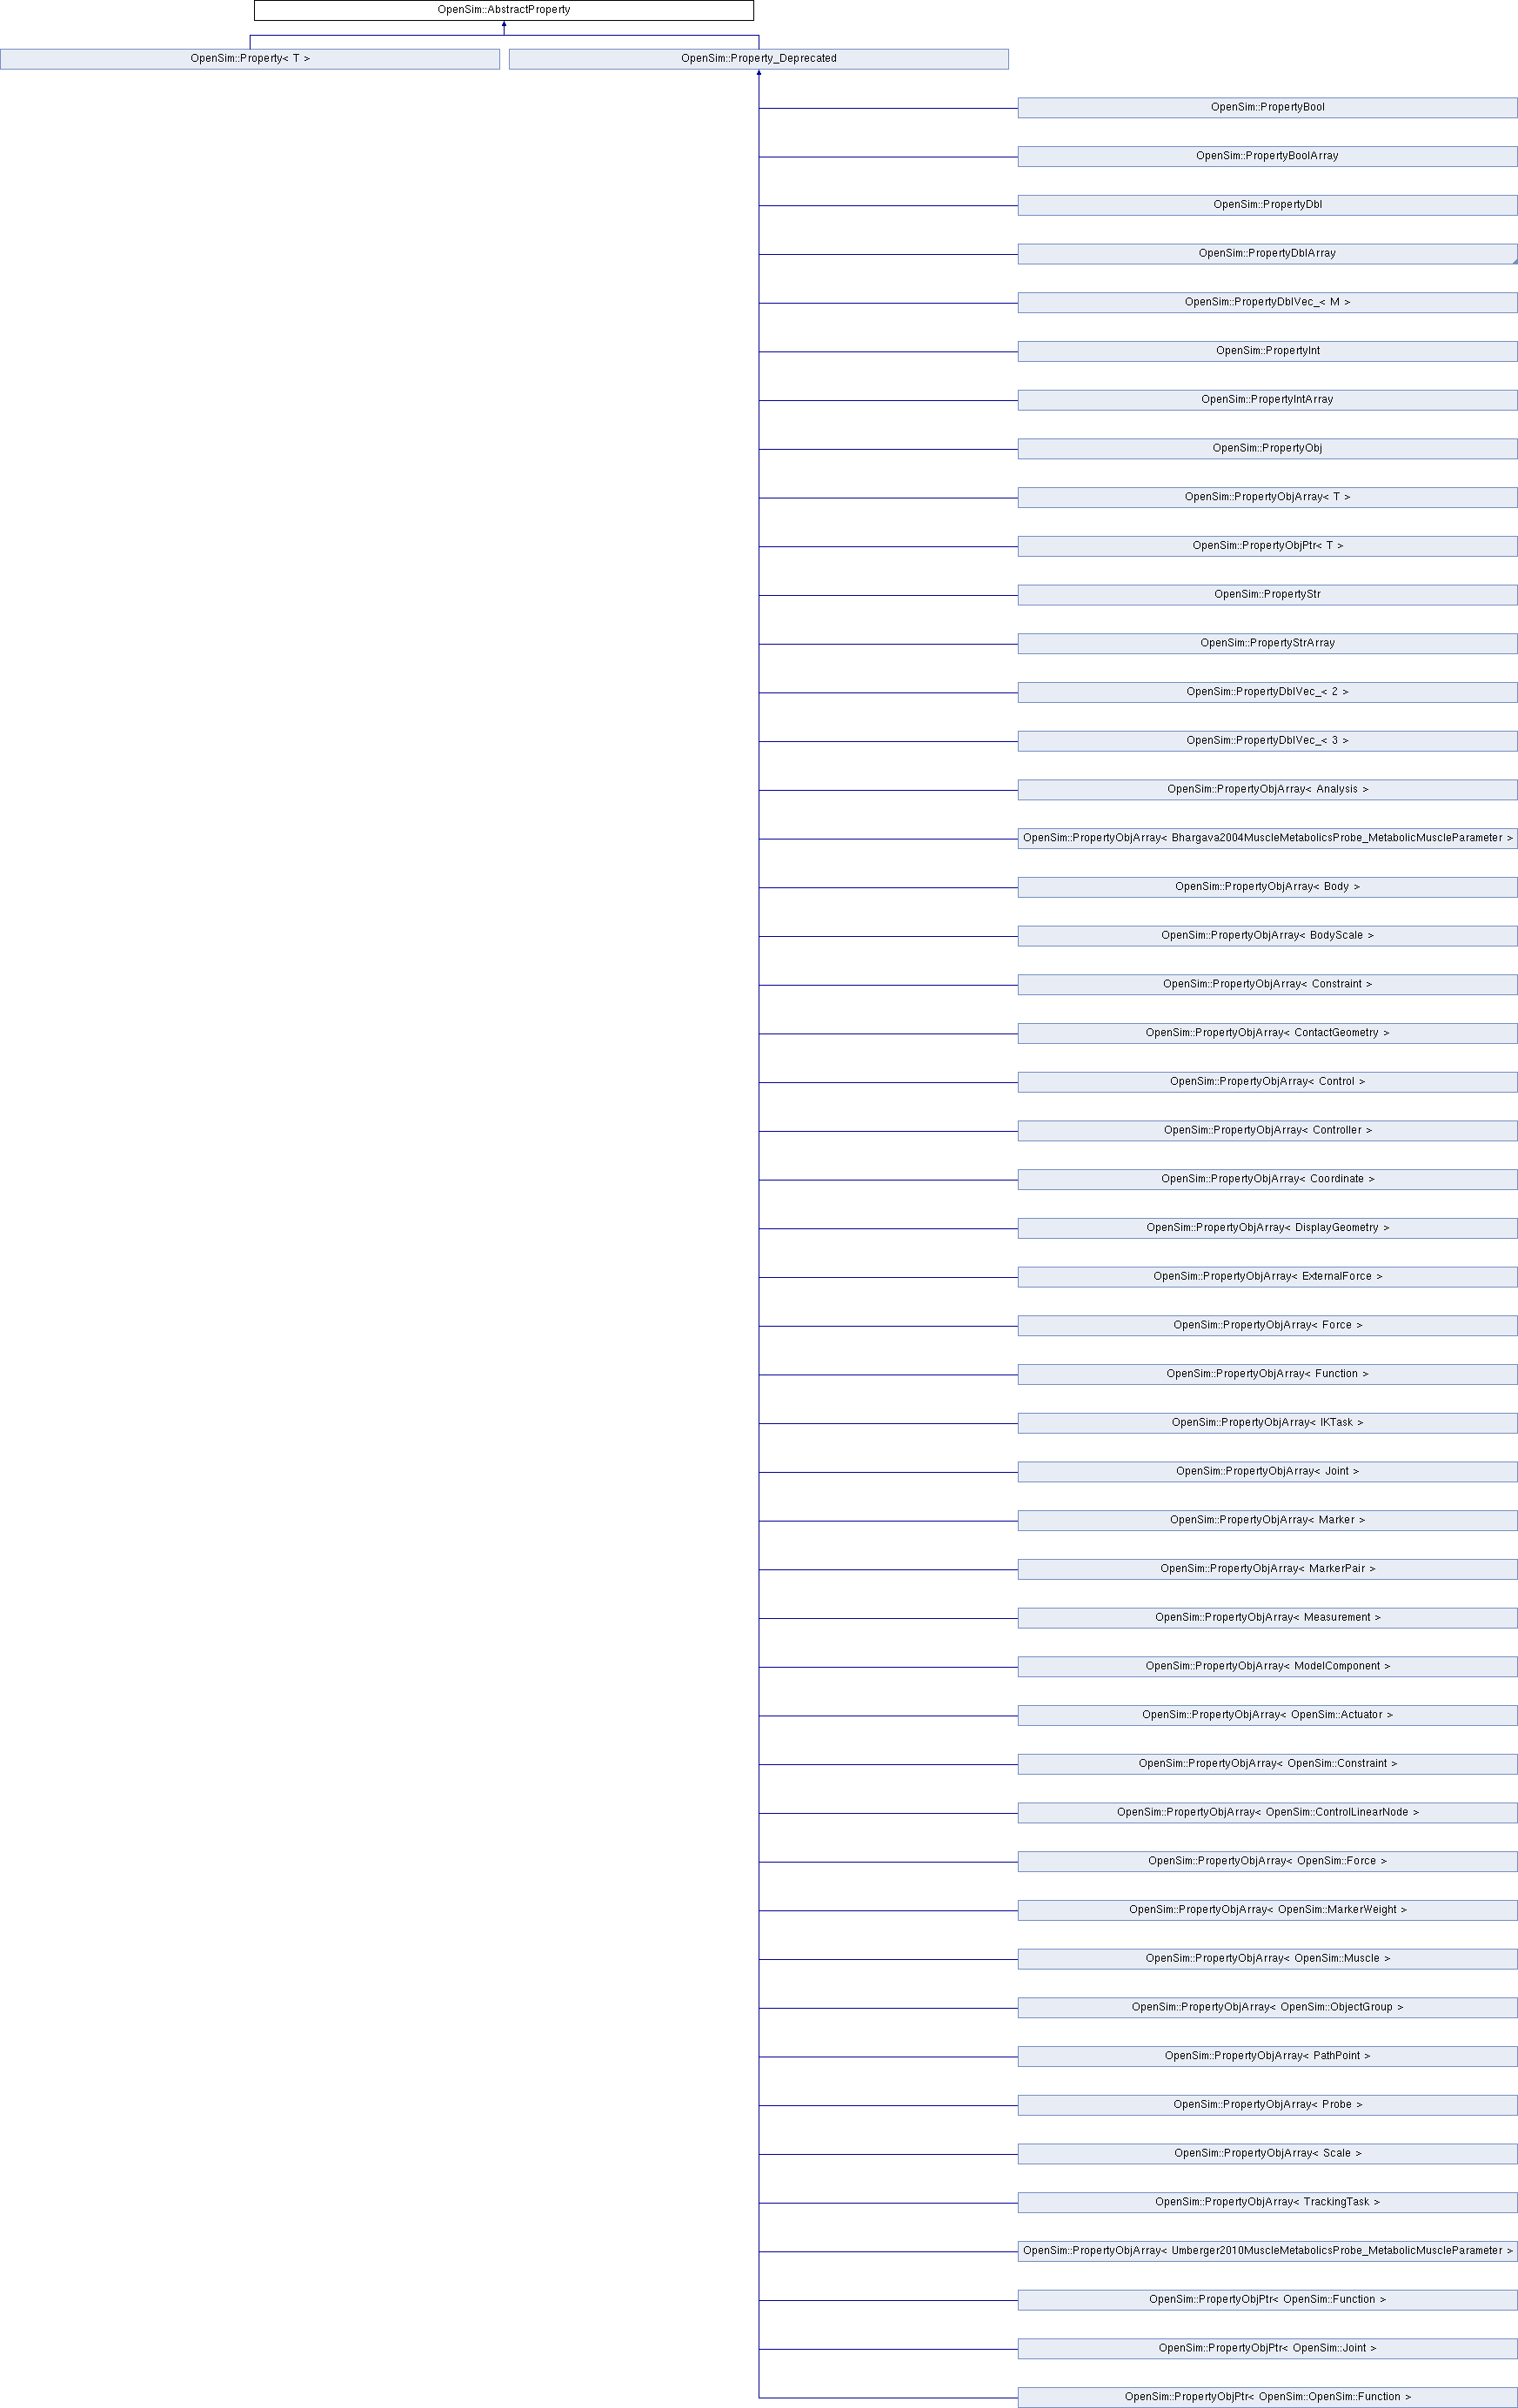 OpenSim::AbstractProperty
OpenSim::Property< T >
OpenSim::Property_Deprecated
OpenSim::PropertyBool
OpenSim::PropertyBoolArray
OpenSim::PropertyDbl
OpenSim::PropertyDblArray
OpenSim::PropertyDblVec_< M >
OpenSim::PropertyInt
OpenSim::PropertyIntArray
OpenSim::PropertyObj
OpenSim::PropertyObjArray< T >
OpenSim::PropertyObjPtr< T >
OpenSim::PropertyStr
OpenSim::PropertyStrArray
OpenSim::PropertyDblVec_< 2 >
OpenSim::PropertyDblVec_< 3 >
OpenSim::PropertyObjArray< Analysis >
OpenSim::PropertyObjArray< Bhargava2004MuscleMetabolicsProbe_MetabolicMuscleParameter >
OpenSim::PropertyObjArray< Body >
OpenSim::PropertyObjArray< BodyScale >
OpenSim::PropertyObjArray< Constraint >
OpenSim::PropertyObjArray< ContactGeometry >
OpenSim::PropertyObjArray< Control >
OpenSim::PropertyObjArray< Controller >
OpenSim::PropertyObjArray< Coordinate >
OpenSim::PropertyObjArray< DisplayGeometry >
OpenSim::PropertyObjArray< ExternalForce >
OpenSim::PropertyObjArray< Force >
OpenSim::PropertyObjArray< Function >
OpenSim::PropertyObjArray< IKTask >
OpenSim::PropertyObjArray< Joint >
OpenSim::PropertyObjArray< Marker >
OpenSim::PropertyObjArray< MarkerPair >
OpenSim::PropertyObjArray< Measurement >
OpenSim::PropertyObjArray< ModelComponent >
OpenSim::PropertyObjArray< OpenSim::Actuator >
OpenSim::PropertyObjArray< OpenSim::Constraint >
OpenSim::PropertyObjArray< OpenSim::ControlLinearNode >
OpenSim::PropertyObjArray< OpenSim::Force >
OpenSim::PropertyObjArray< OpenSim::MarkerWeight >
OpenSim::PropertyObjArray< OpenSim::Muscle >
OpenSim::PropertyObjArray< OpenSim::ObjectGroup >
OpenSim::PropertyObjArray< PathPoint >
OpenSim::PropertyObjArray< Probe >
OpenSim::PropertyObjArray< Scale >
OpenSim::PropertyObjArray< TrackingTask >
OpenSim::PropertyObjArray< Umberger2010MuscleMetabolicsProbe_MetabolicMuscleParameter >
OpenSim::PropertyObjPtr< OpenSim::Function >
OpenSim::PropertyObjPtr< OpenSim::Joint >
OpenSim::PropertyObjPtr< OpenSim::OpenSim::Function >